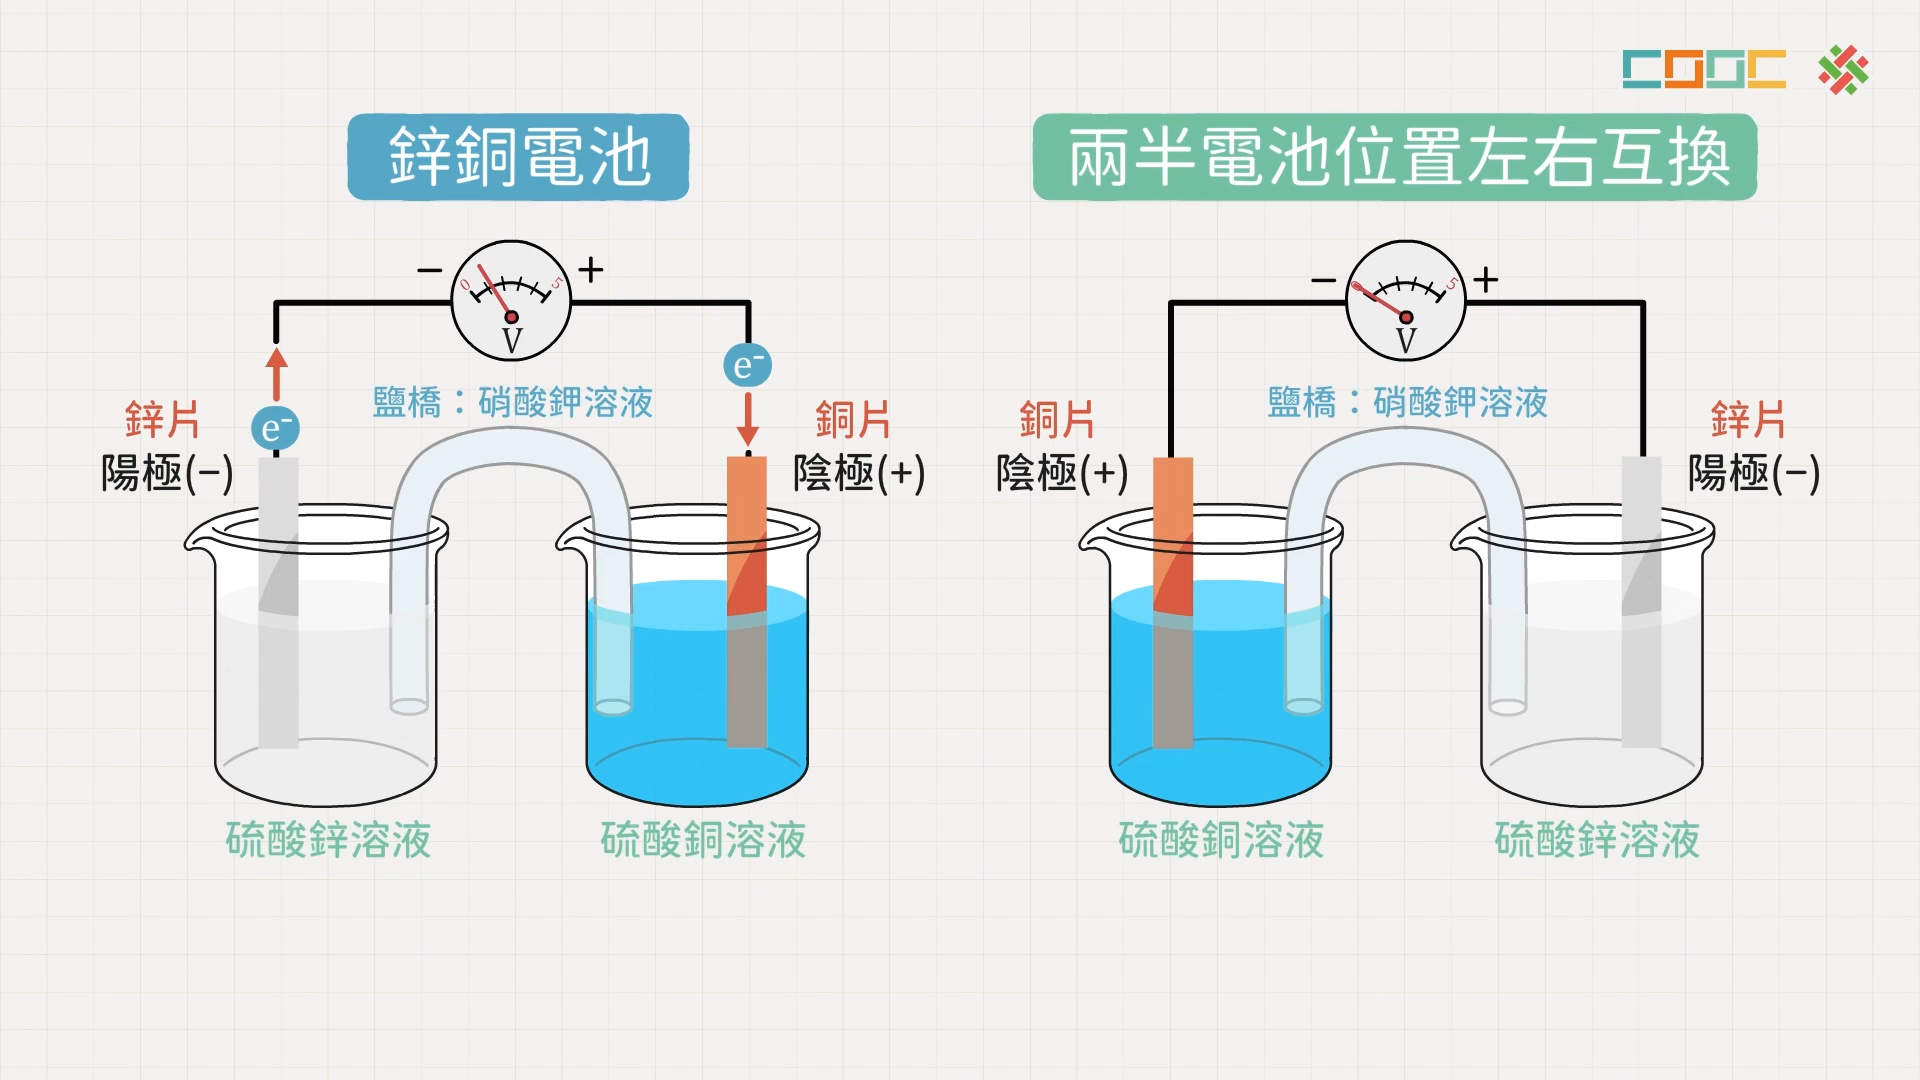 COOC
鋅銅電池
− +
0 5
V
e⁻
e⁻
鹽橋：硝酸鉀溶液
鋅片
陽極(−)
銅片
陰極(+)
硫酸鋅溶液
硫酸銅溶液
兩半電池位置左右互換
− +
0 5
V
鹽橋：硝酸鉀溶液
銅片
陰極(+)
鋅片
陽極(−)
硫酸銅溶液
硫酸鋅溶液